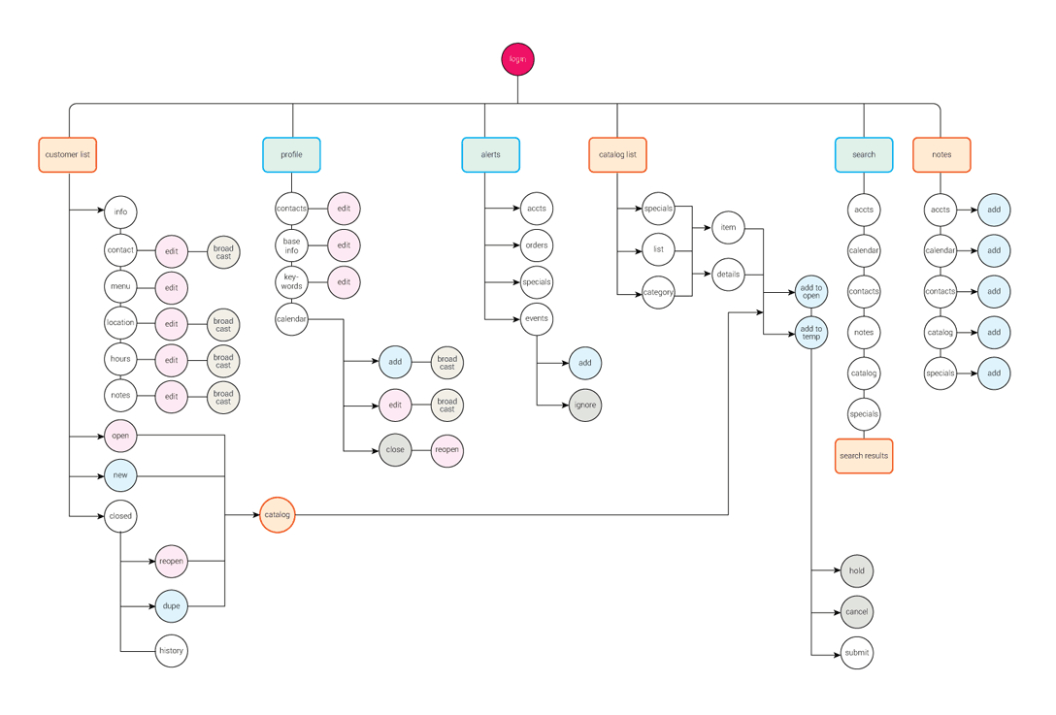 login
customer list
profile
alerts
catalog list
search
notes
info
contact
edit
broad
cast
menu
edit
location
edit
broad
cast
hours
edit
broad
cast
notes
edit
broad
cast
open
new
closed
reopen
dupe
history
catalog
contacts
edit
base
info
edit
key-
words
edit
calendar
add
broad
cast
edit
broad
cast
close
reopen
accts
orders
specials
events
add
ignore
specials
list
category
item
details
add to
open
add to
temp
hold
cancel
submit
accts
calendar
contacts
notes
catalog
specials
search results
accts
add
calendar
add
contacts
add
catalog
add
specials
add